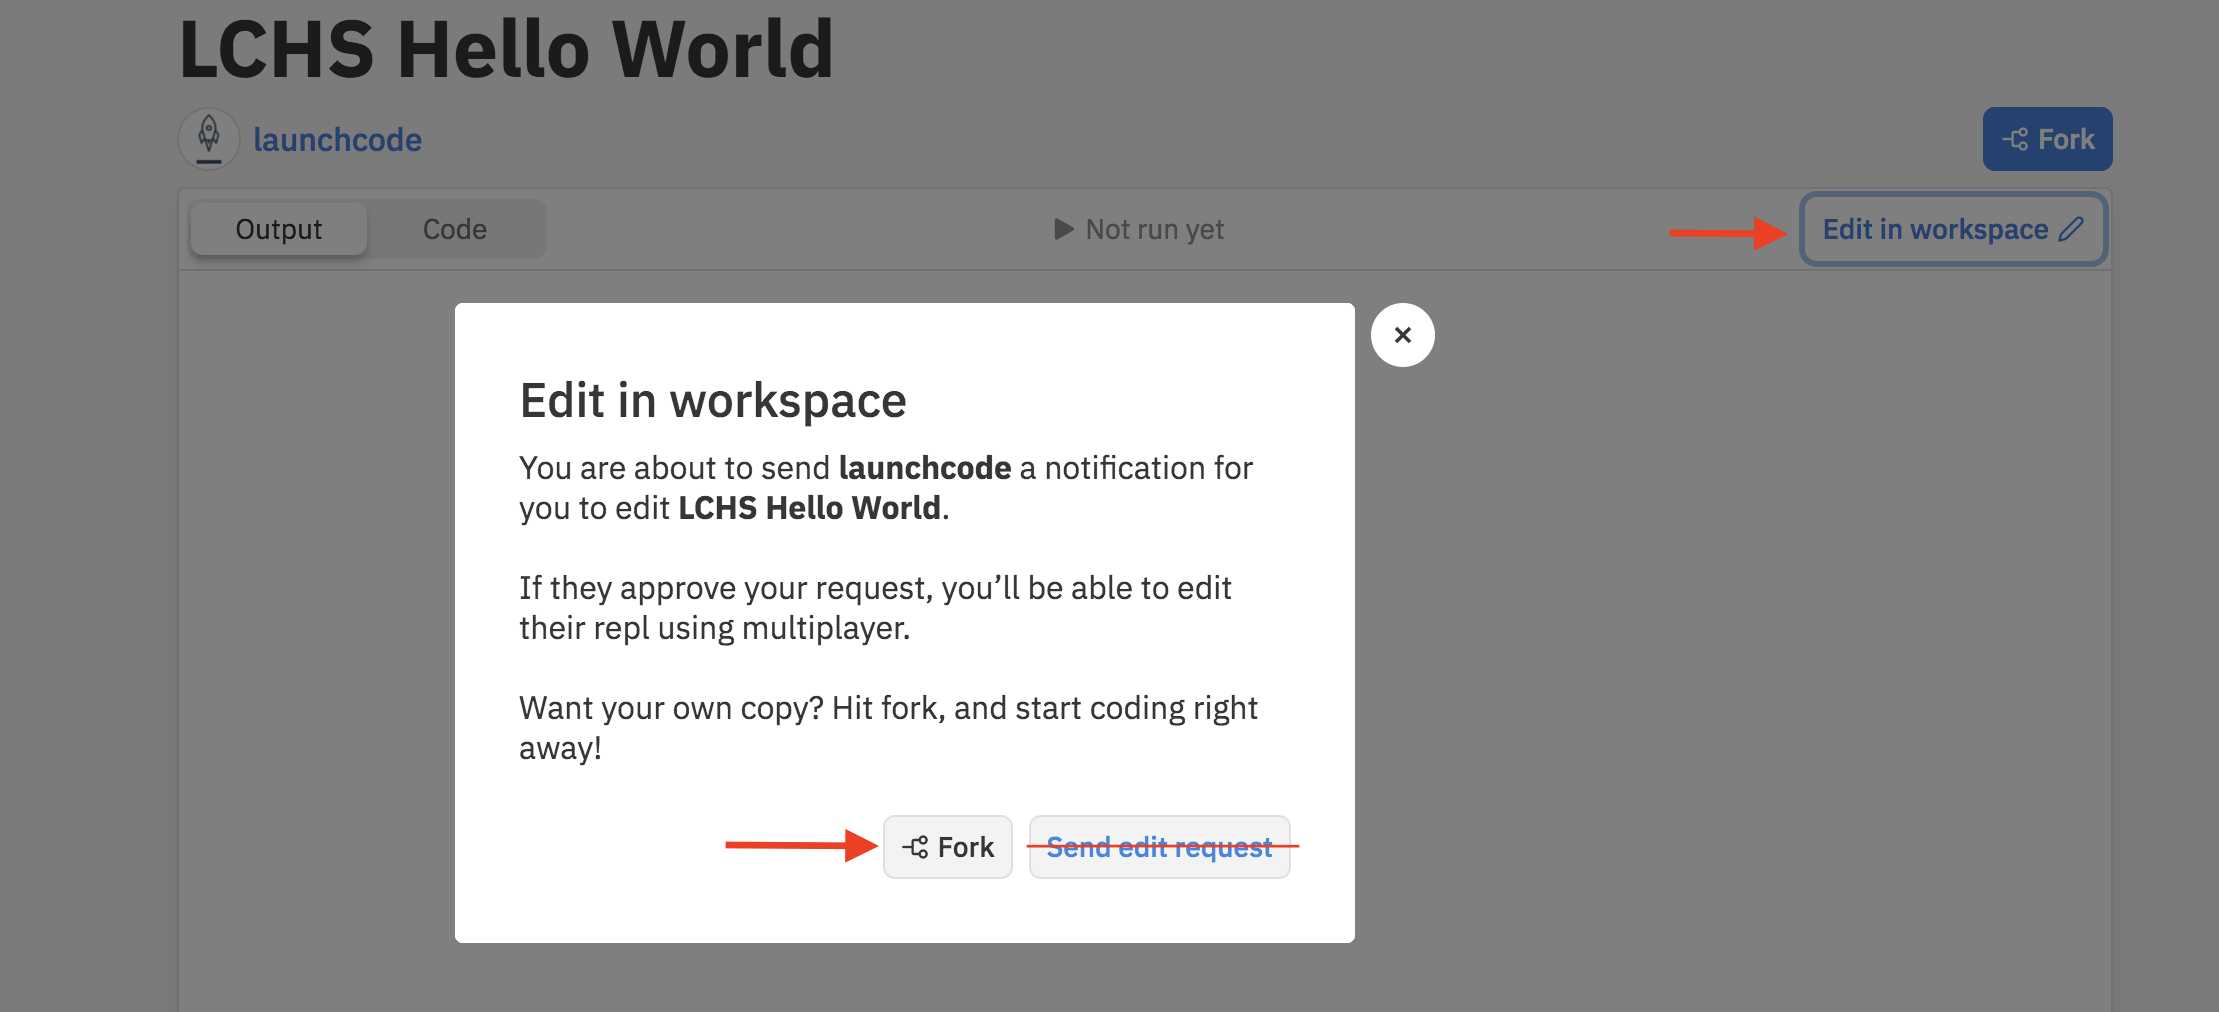 LCHS Hello World
launchcode
Fork
Output
Code
Not run yet
Edit in workspace
×
Edit in workspace
You are about to send launchcode a notification for
you to edit LCHS Hello World.
If they approve your request, you’ll be able to edit
their repl using multiplayer.
Want your own copy? Hit fork, and start coding right
away!
Fork
Send edit request